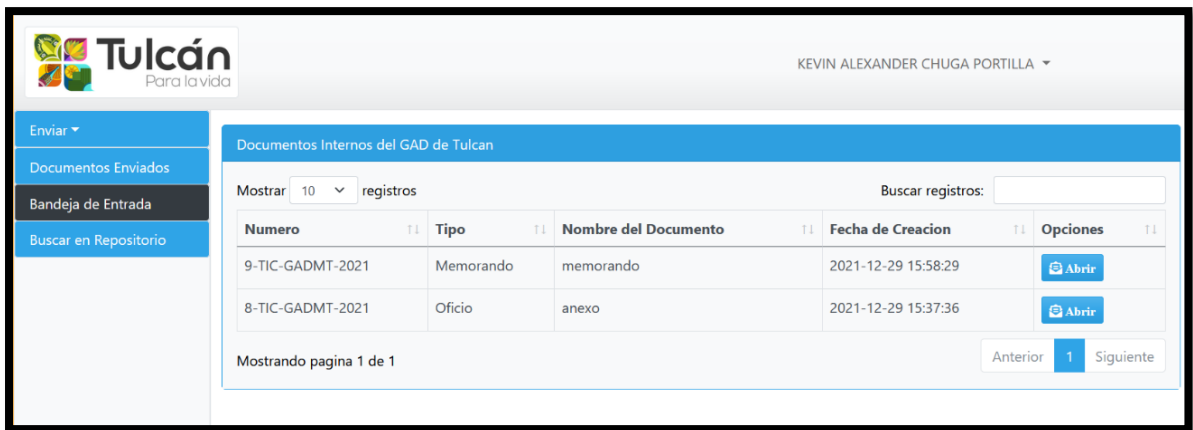 Tulcán
Para la vida
KEVIN ALEXANDER CHUGA PORTILLA
Enviar
Documentos Enviados
Bandeja de Entrada
Buscar en Repositorio
Documentos Internos del GAD de Tulcan
Mostrar 10 registros Buscar registros:
Numero Tipo Nombre del Documento Fecha de Creacion Opciones
9-TIC-GADMT-2021 Memorando memorando 2021-12-29 15:58:29 Abrir
8-TIC-GADMT-2021 Oficio anexo 2021-12-29 15:37:36 Abrir
Mostrando pagina 1 de 1 Anterior 1 Siguiente